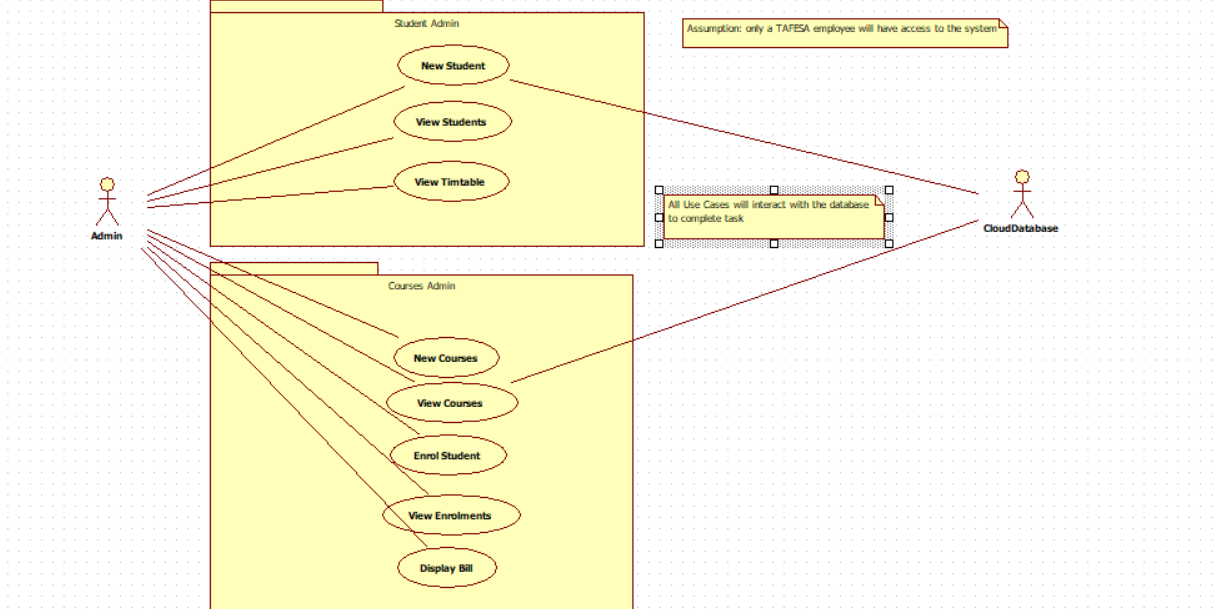 Student Admin
Assumption: only a TAFESA employee will have access to the system
New Student
View Students
View Timtable
All Use Cases will interact with the database
to complete task
Admin
CloudDatabase
Courses Admin
New Courses
View Courses
Enrol Student
View Enrolments
Display Bill